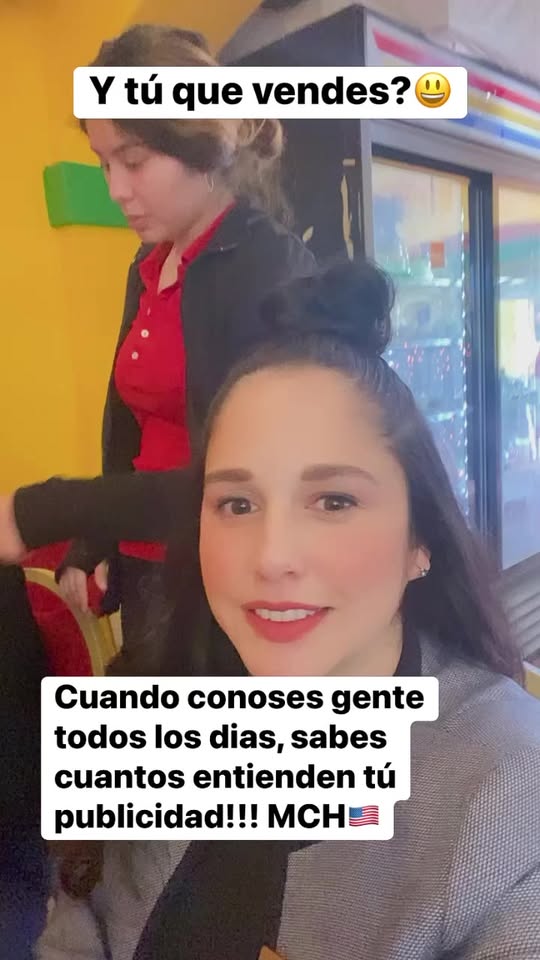 Y tú que vendes?😃
Cuando conoses gente
todos los dias, sabes
cuantos entienden tú
publicidad!!! MCH🇺🇸